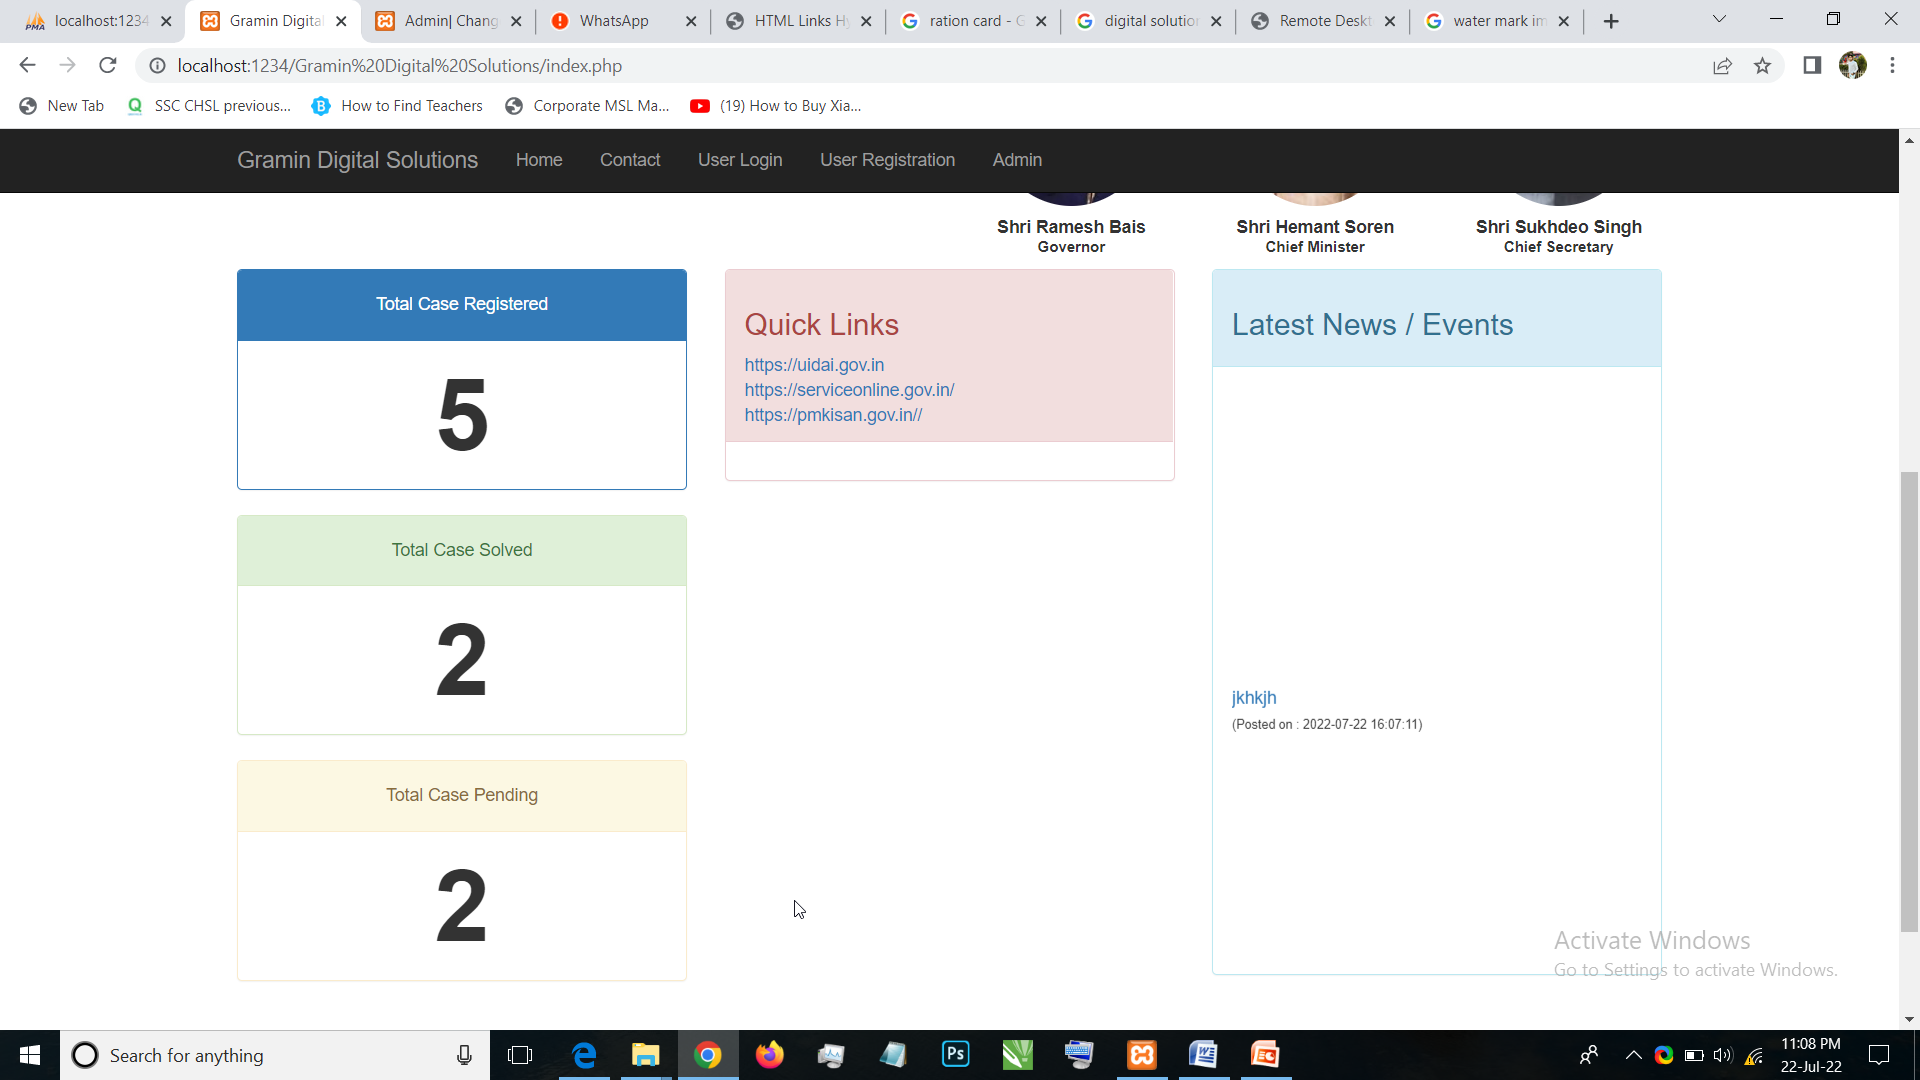 localhost:1234
Gramin Digital
Admin| Chang
WhatsApp
HTML Links Hy
ration card - G
digital solution
Remote Deskt
water mark im
localhost:1234/Gramin%20Digital%20Solutions/index.php
New Tab
SSC CHSL previous...
How to Find Teachers
Corporate MSL Ma...
(19) How to Buy Xia...
Gramin Digital Solutions
Home
Contact
User Login
User Registration
Admin
Shri Ramesh Bais
Governor
Shri Hemant Soren
Chief Minister
Shri Sukhdeo Singh
Chief Secretary
Total Case Registered
5
Total Case Solved
2
Total Case Pending
2
Quick Links
https://uidai.gov.in
https://serviceonline.gov.in/
https://pmkisan.gov.in//
Latest News / Events
jkhkjh
(Posted on : 2022-07-22 16:07:11)
Activate Windows
Go to Settings to activate Windows.
Search for anything
Ps
11:08 PM
22-Jul-22